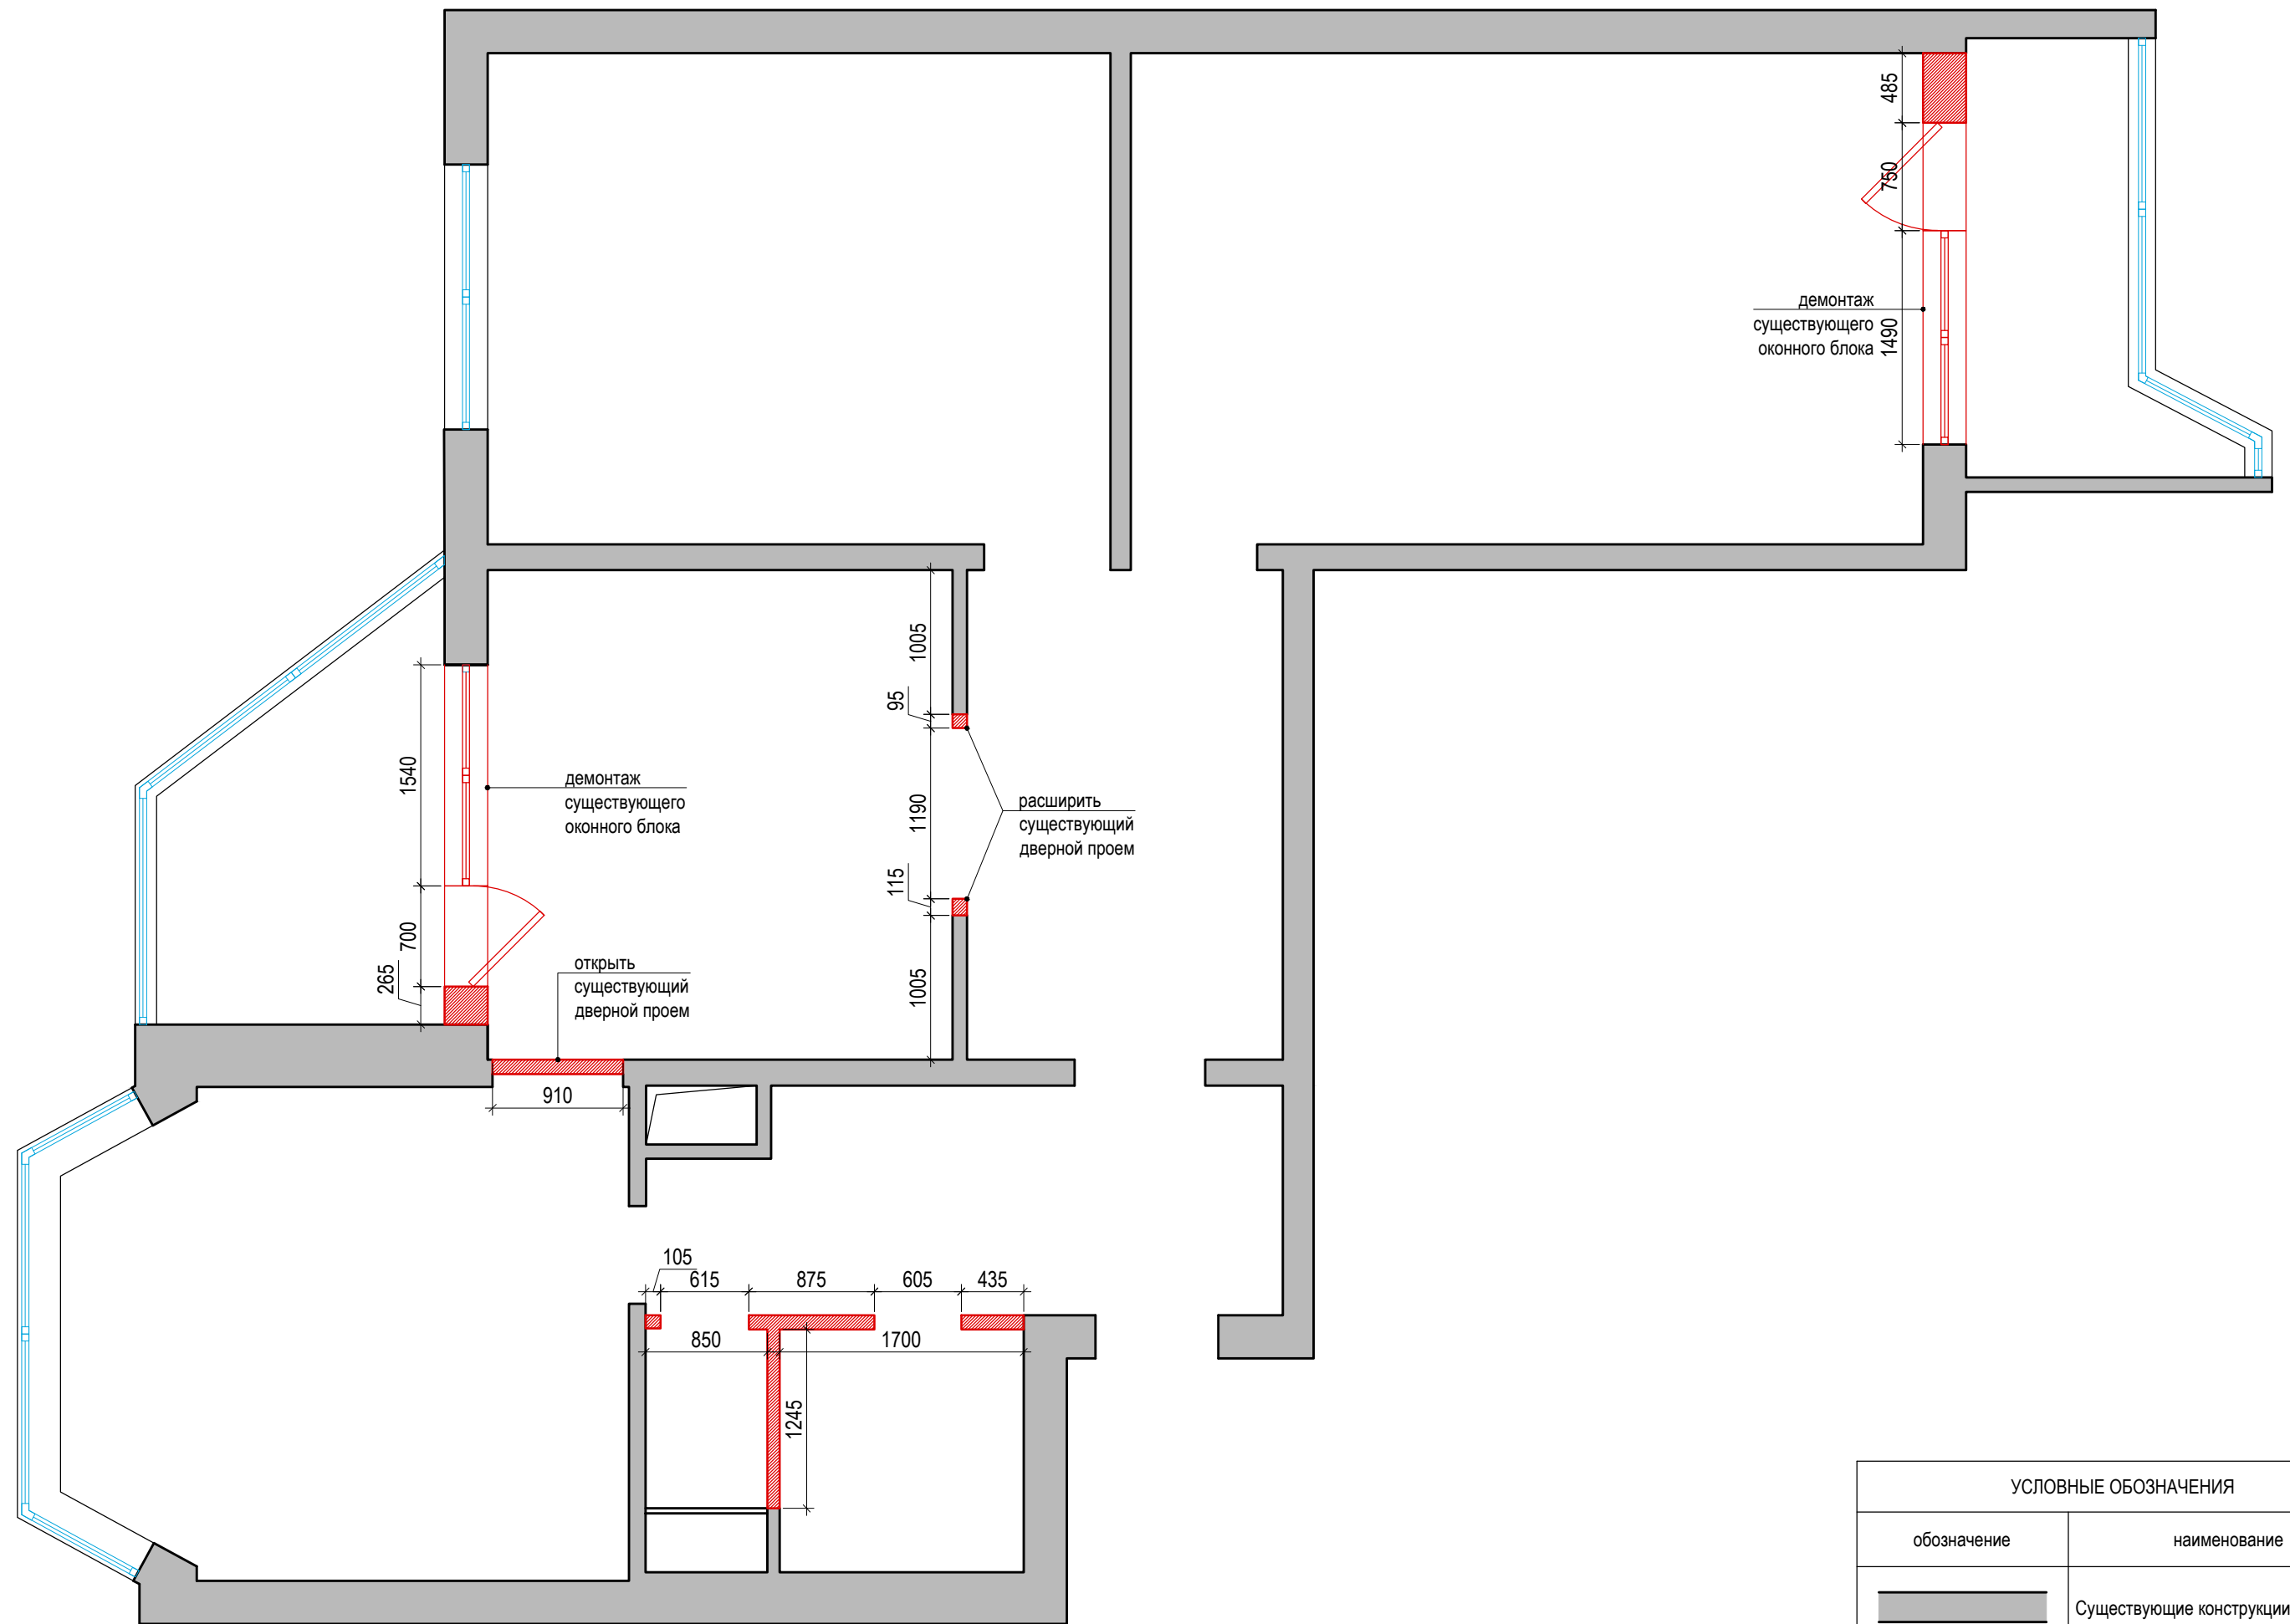 485
750
демонтаж
существующего
оконного блока
1490
1005
95
1540
демонтаж
существующего
оконного блока
1190
расширить
существующий
дверной проем
115
700
265
открыть
существующий
дверной проем
1005
910
105
615
875
605
435
850
1700
1245
УСЛОВНЫЕ ОБОЗНАЧЕНИЯ
обозначение
наименование
Существующие конструкции